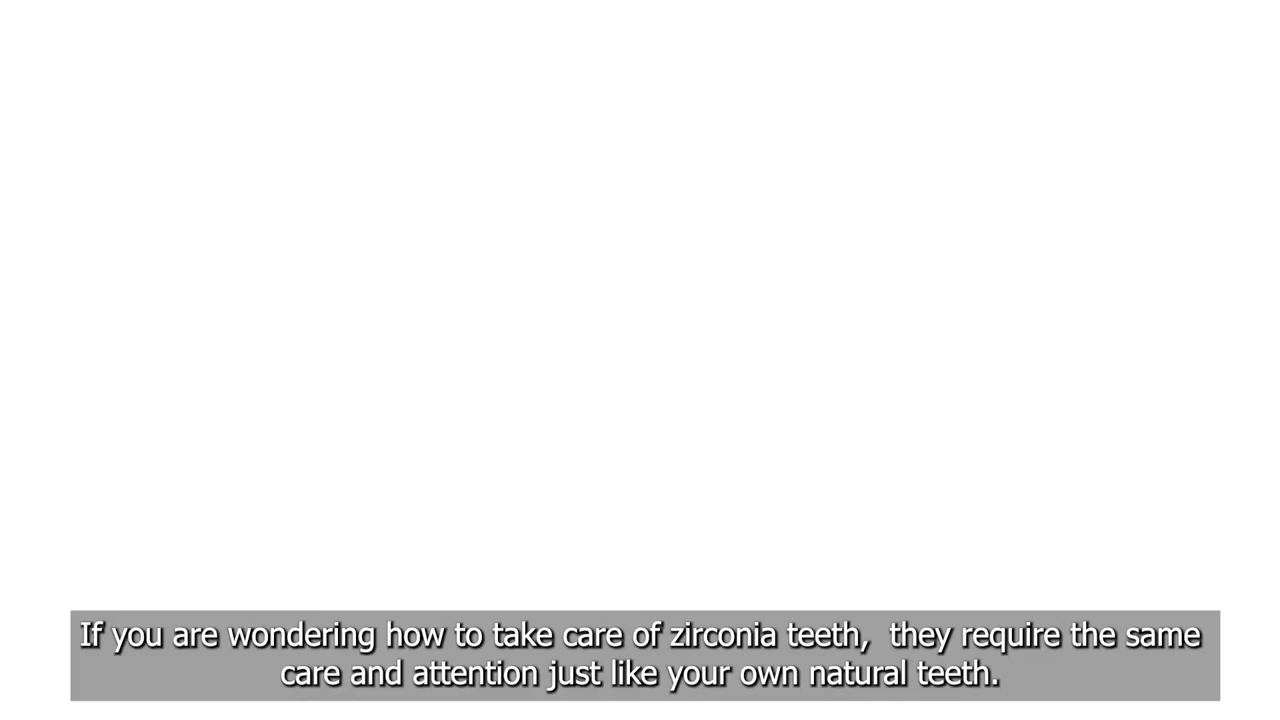 If you are wondering how to take care of zirconia teeth,  they require the same
care and attention just like your own natural teeth.